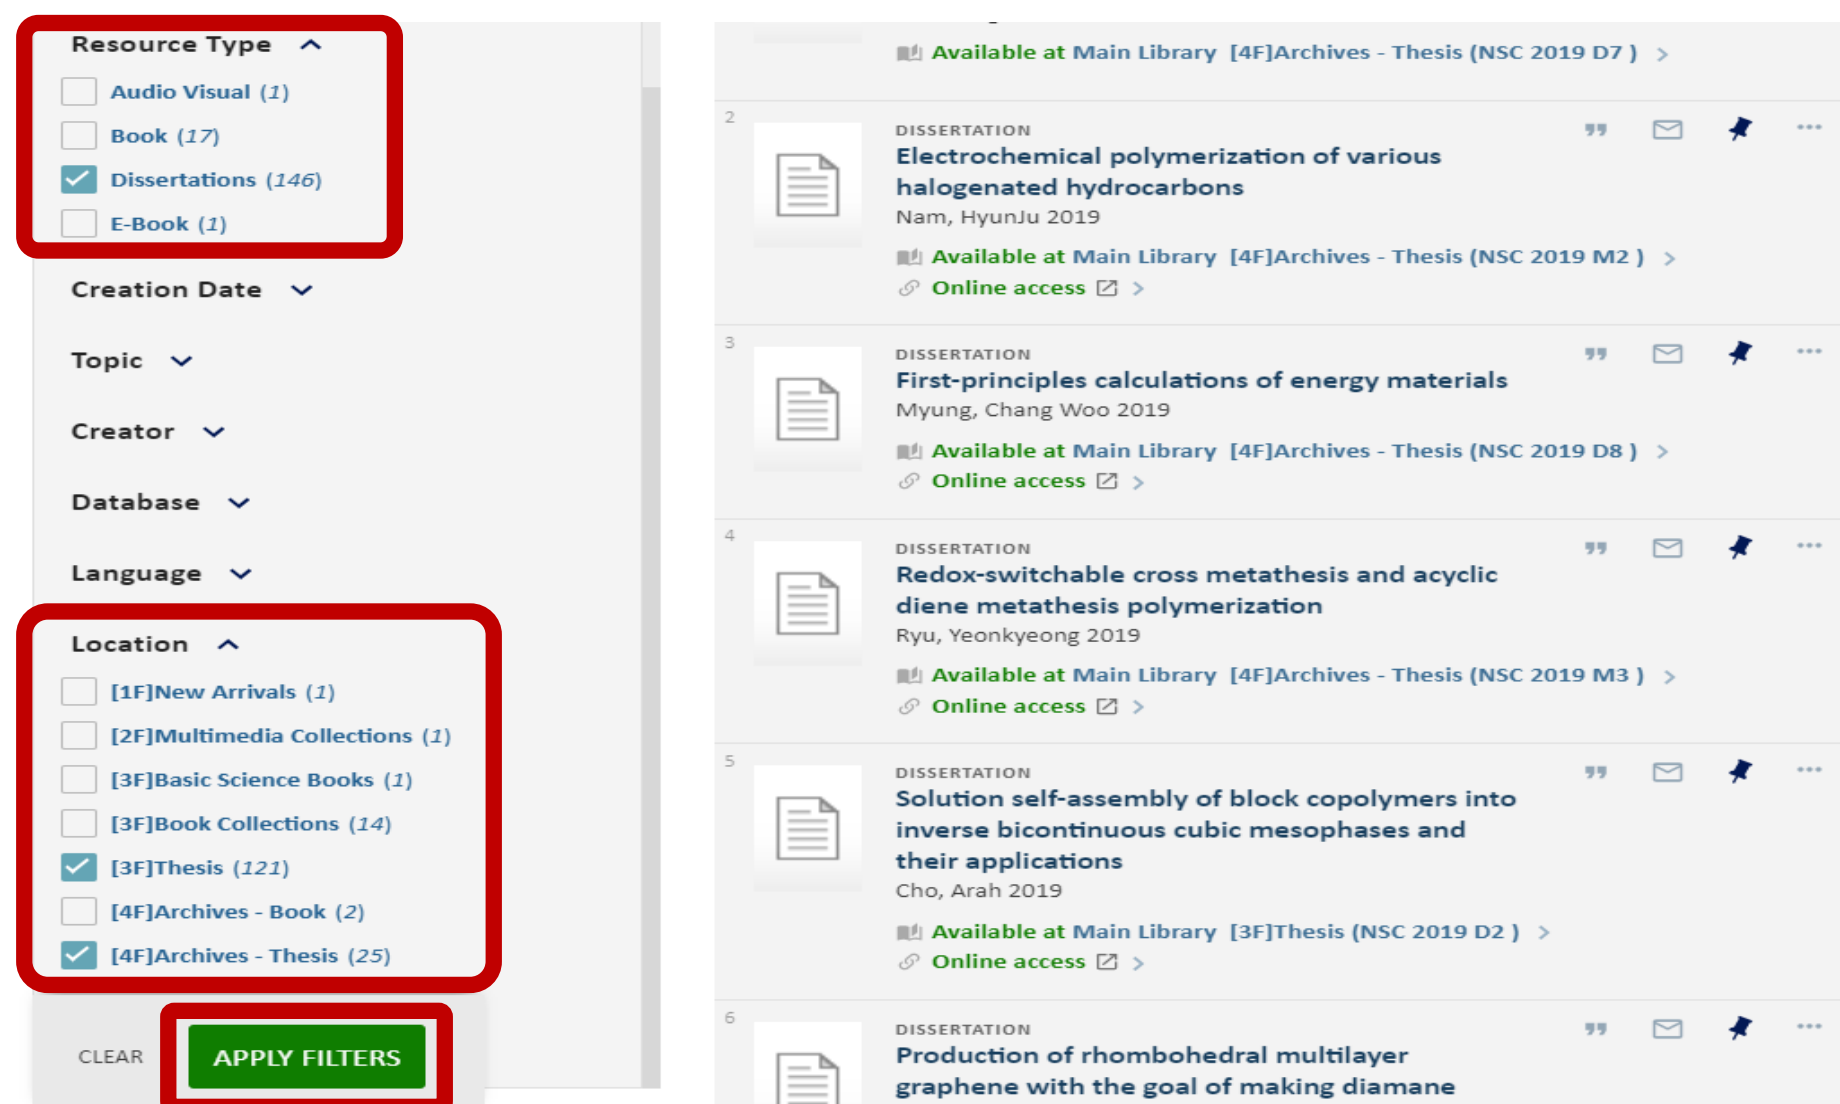 Resource Type
Audio Visual (1)
Book (17)
Dissertations (146)
E-Book (1)
Creation Date
Topic
Creator
Database
Language
Location
[1F]New Arrivals (1)
[2F]Multimedia Collections (1)
[3F]Basic Science Books (1)
[3F]Book Collections (14)
[3F]Thesis (121)
[4F]Archives - Book (2)
[4F]Archives - Thesis (25)
CLEAR
APPLY FILTERS
Available at Main Library [4F]Archives - Thesis (NSC 2019 D7 )
2
DISSERTATION
Electrochemical polymerization of various
halogenated hydrocarbons
Nam, HyunJu 2019
Available at Main Library [4F]Archives - Thesis (NSC 2019 M2 )
Online access
3
DISSERTATION
First-principles calculations of energy materials
Myung, Chang Woo 2019
Available at Main Library [4F]Archives - Thesis (NSC 2019 D8 )
Online access
4
DISSERTATION
Redox-switchable cross metathesis and acyclic
diene metathesis polymerization
Ryu, Yeonkyeong 2019
Available at Main Library [4F]Archives - Thesis (NSC 2019 M3 )
Online access
5
DISSERTATION
Solution self-assembly of block copolymers into
inverse bicontinuous cubic mesophases and
their applications
Cho, Arah 2019
Available at Main Library [3F]Thesis (NSC 2019 D2 )
Online access
6
DISSERTATION
Production of rhombohedral multilayer
graphene with the goal of making diamane